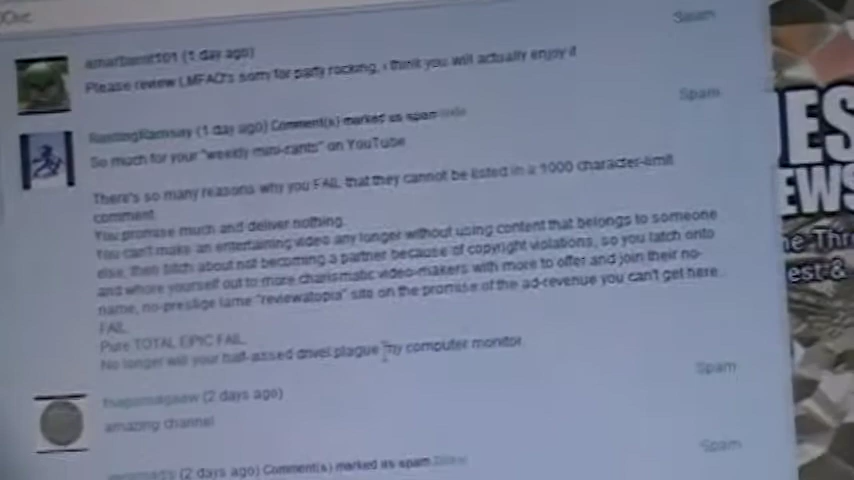 Spam
smartbomb101 (1 day ago)
Please review LMFAO's sorry for party rocking, i think you will actually enjoy it
Spam
(1 day ago) Comment(s) marked as spam
So much for your "weekly mini-rants" on YouTube
There's so many reasons why you FAIL that they cannot be listed in a 1000 character-limit
comment.
You promise much and deliver nothing.
You can't make an entertaining video any longer without using content that belongs to someone
else, then bitch about not becoming a partner because of copyright violations, so you latch onto
and whore yourself out to more charismatic video-makers with more to offer and join their no-
name, no-prestige lame "reviewatopia" site on the promise of the ad-revenue you can't get here.
FAIL.
Pure TOTAL EPIC FAIL.
No longer will your half-assed drivel plague my computer monitor.
Spam
(2 days ago)
amazing channel
Spam
(2 days ago) Comment(s) marked as spam
ES
EWS
est &